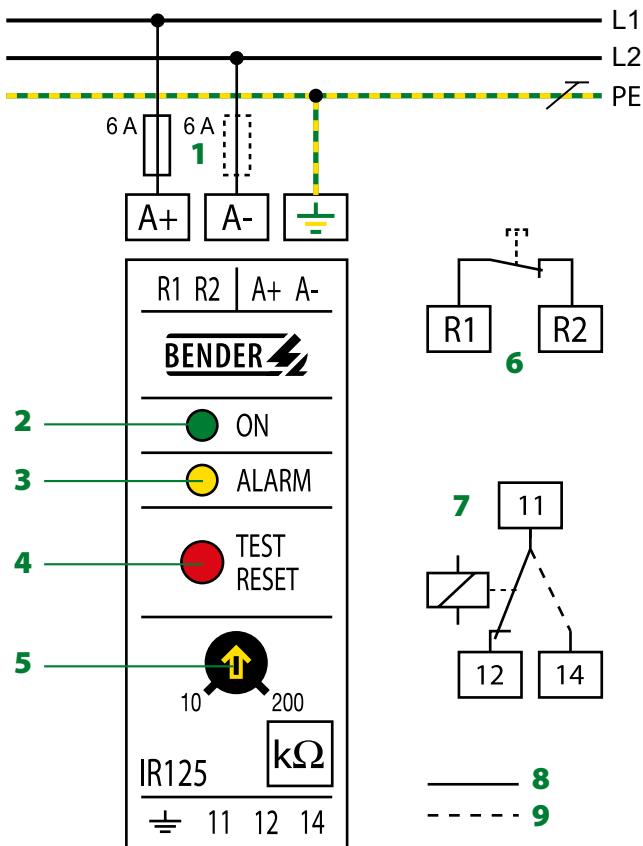 L1
L2
PE
6 A
6 A
1
A+
A-
R1 R2 A+ A-
BENDER
2
ON
3
ALARM
4
TEST
RESET
5
10
200
kΩ
IR125
11 12 14
R1
R2
6
7
11
12
14
8
9